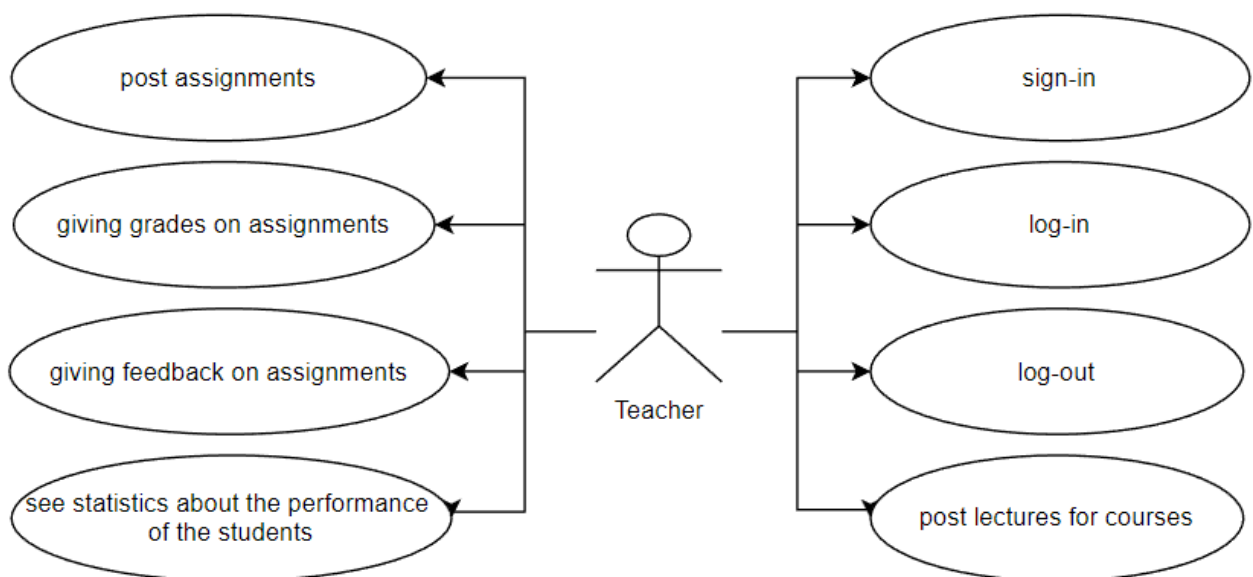 post assignments
sign-in
giving grades on assignments
log-in
giving feedback on assignments
log-out
Teacher
see statistics about the performance
of the students
post lectures for courses